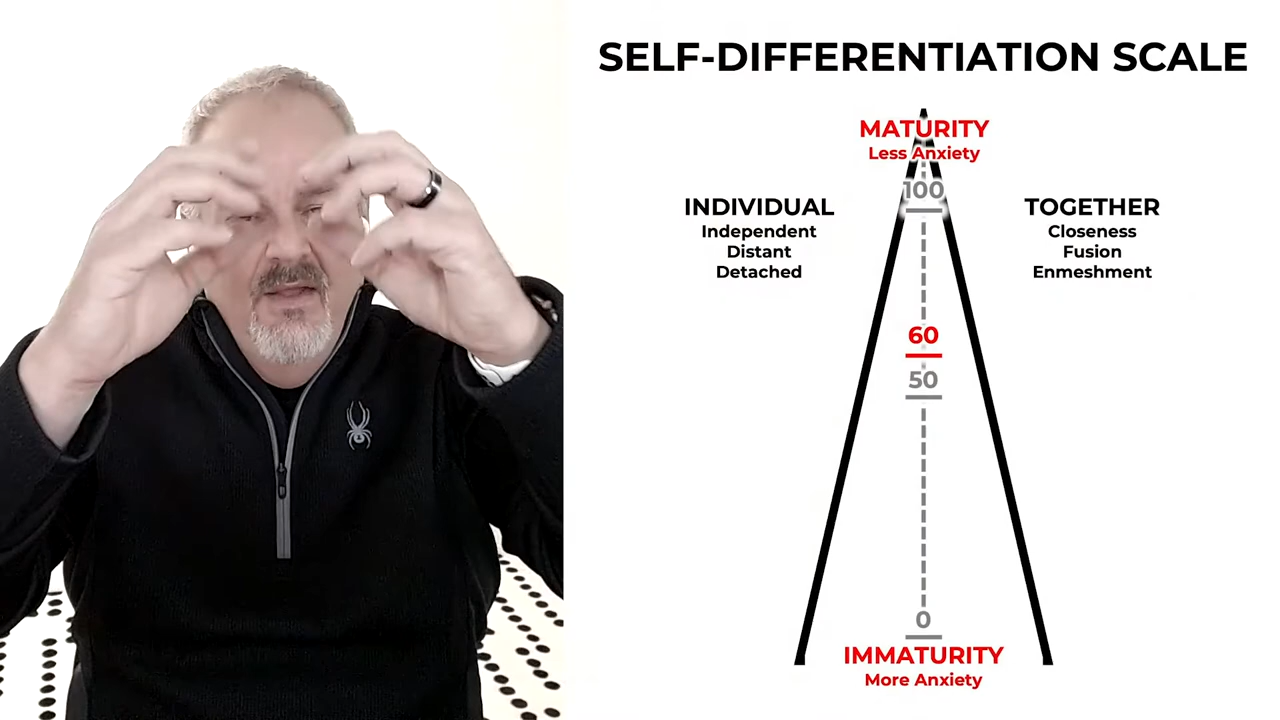 SELF-DIFFERENTIATION SCALE
MATURITY
Less Anxiety
100
INDIVIDUAL
Independent
Distant
Detached
TOGETHER
Closeness
Fusion
Enmeshment
60
50
0
IMMATURITY
More Anxiety